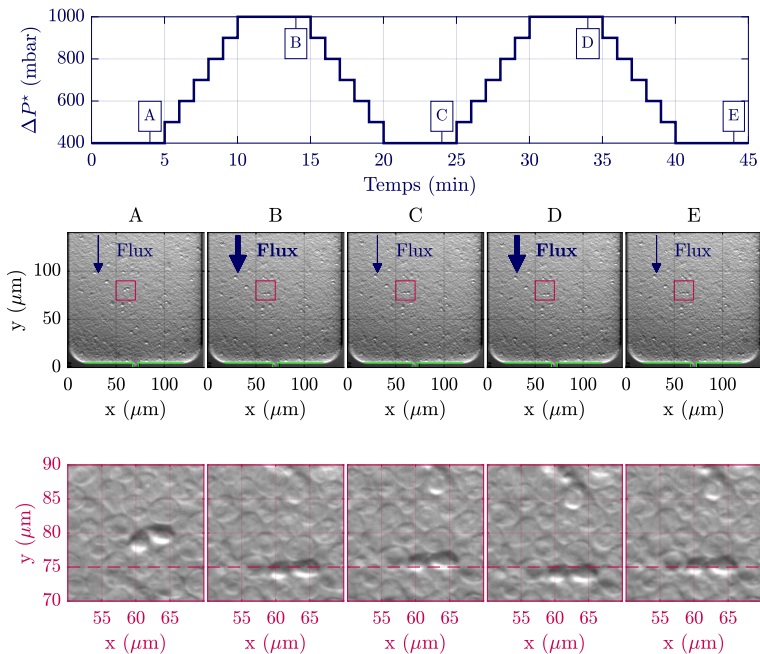 1000
800
600
400
ΔP⋆ (mbar)
A
B
C
D
E
0 5 10 15 20 25 30 35 40 45
Temps (min)
A B C D E
Flux Flux Flux Flux Flux
100
50
0
y (μm)
0 50 100 0 50 100 0 50 100 0 50 100 0 50 100
x (μm) x (μm) x (μm) x (μm) x (μm)
90
85
80
75
70
y (μm)
55 60 65 55 60 65 55 60 65 55 60 65 55 60 65
x (μm) x (μm) x (μm) x (μm) x (μm)